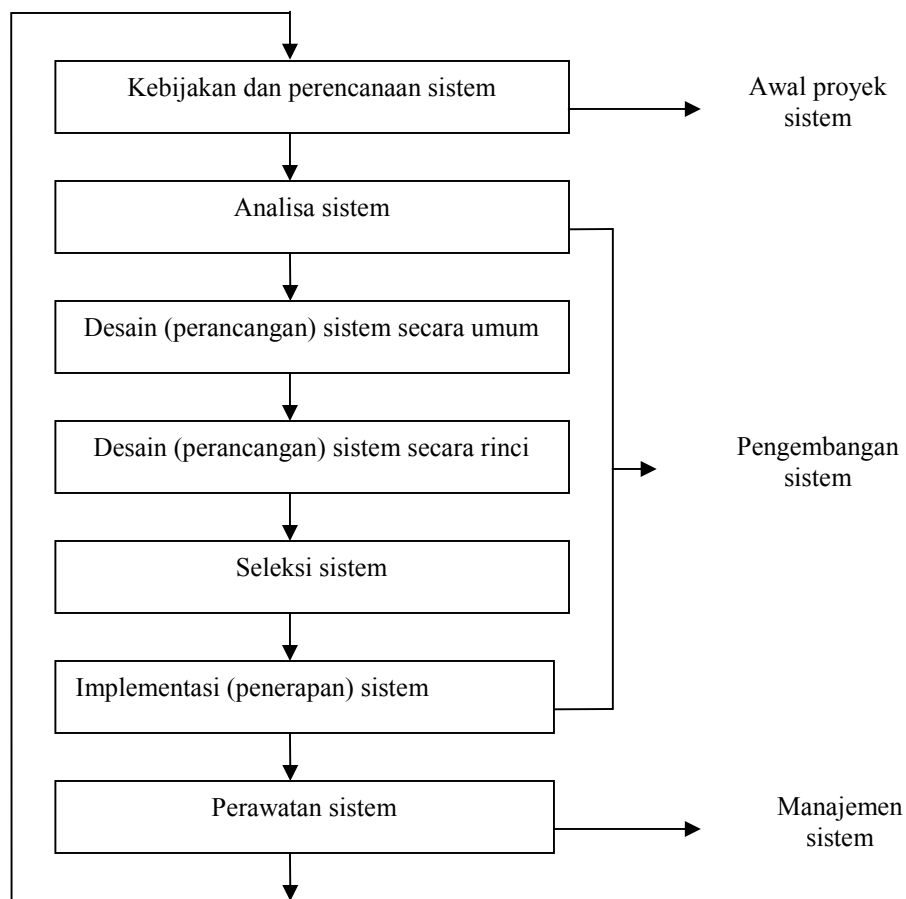 Kebijakan dan perencanaan sistem
Awal proyek
sistem
Analisa sistem
Desain (perancangan) sistem secara umum
Desain (perancangan) sistem secara rinci
Pengembangan
sistem
Seleksi sistem
Implementasi (penerapan) sistem
Perawatan sistem
Manajemen
sistem